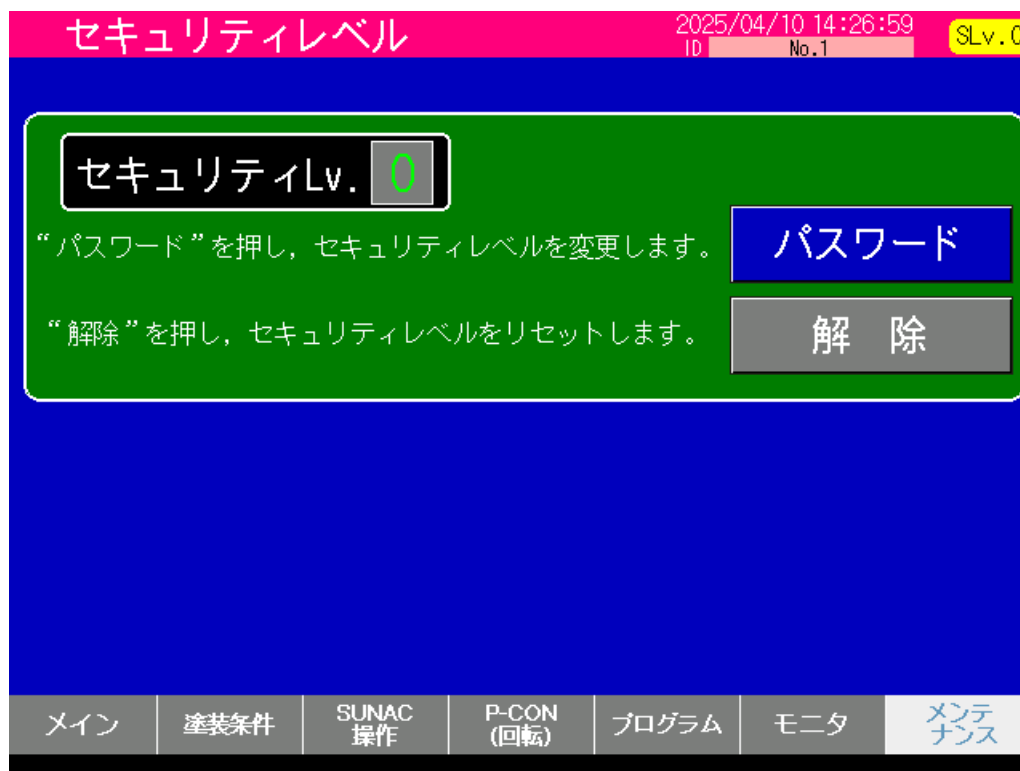 セキュリティレベル
2025/04/10 14:26:59
ID No.1
SLv.0
セキュリティLv. 0
“パスワード”を押し，セキュリティレベルを変更します。
パスワード
“解除”を押し，セキュリティレベルをリセットします。
解 除
メイン
塗装条件
SUNAC
操作
P-CON
(回転)
プログラム
モニタ
メンテ
ナンス